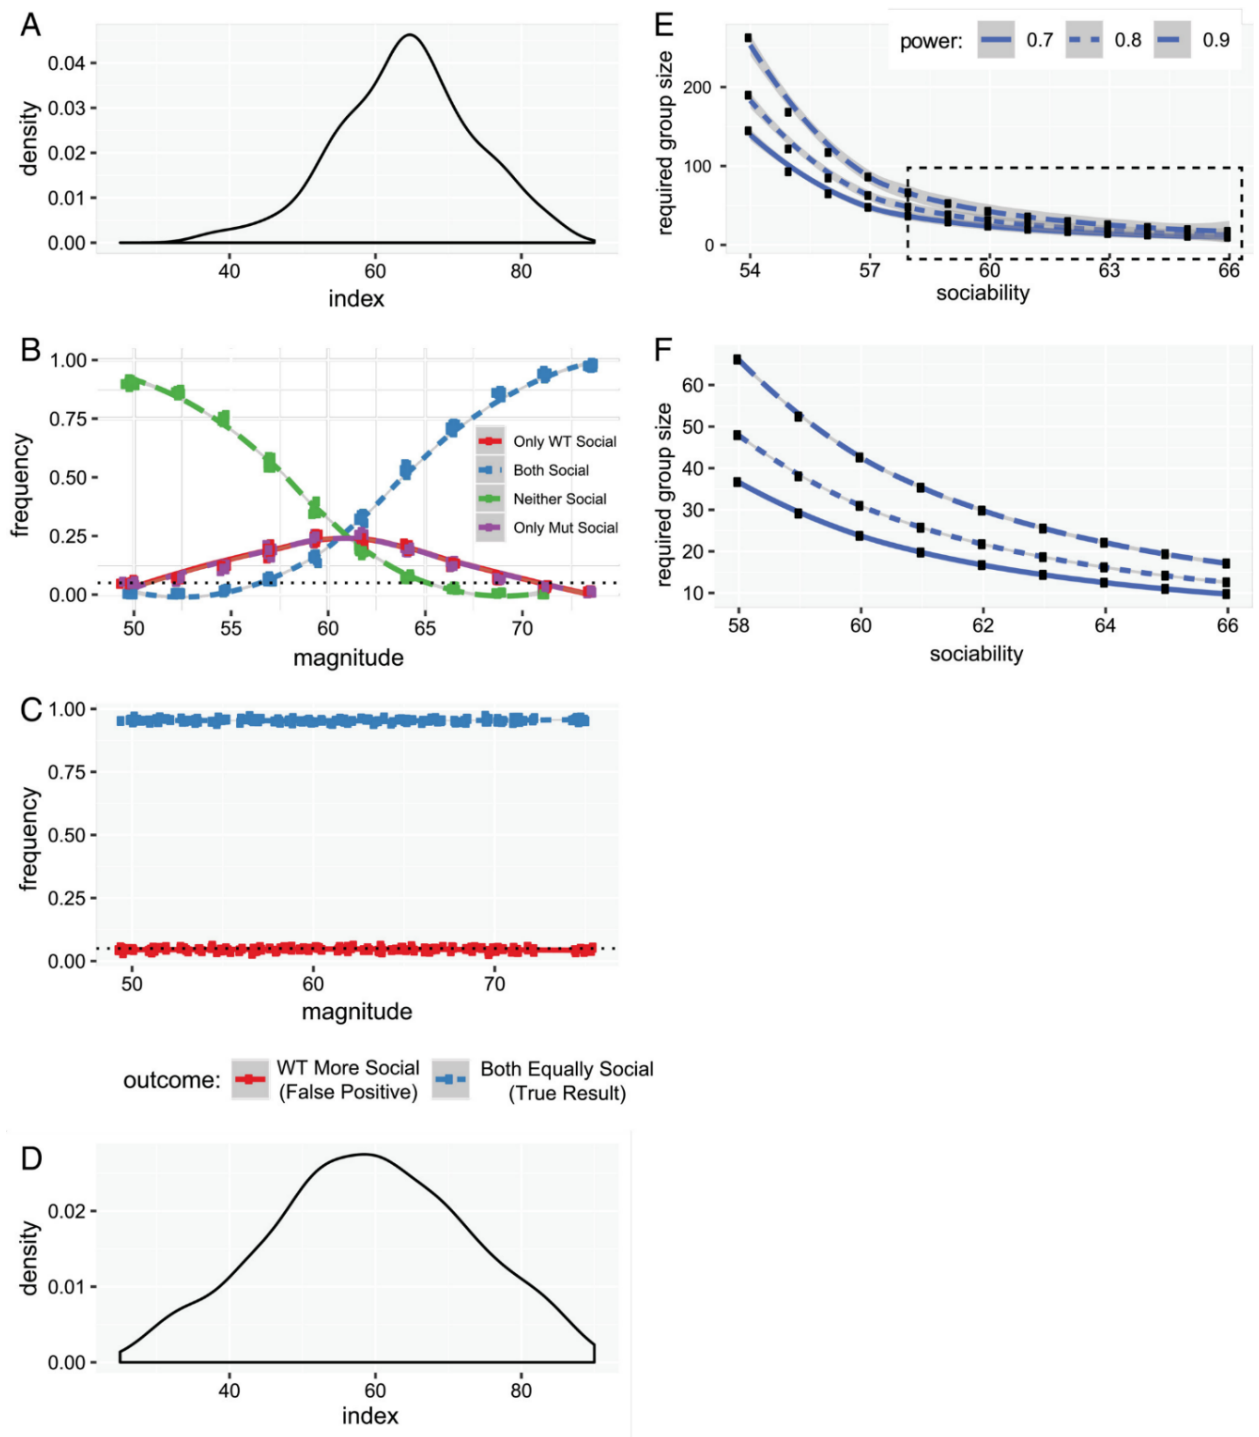 A
density
0.04
0.03
0.02
0.01
0.00
40 60 80
index
B
frequency
1.00
0.75
0.50
0.25
0.00
Only WT Social
Both Social
Neither Social
Only Mut Social
50 55 60 65 70
magnitude
C
frequency
1.00
0.75
0.50
0.25
0.00
50 60 70
magnitude
outcome: WT More Social Both Equally Social
(False Positive) (True Result)
D
density
0.02
0.01
0.00
40 60 80
index
E
power: 0.7 0.8 0.9
required group size
200
100
0
54 57 60 63 66
sociability
F
required group size
60
50
40
30
20
10
58 60 62 64 66
sociability